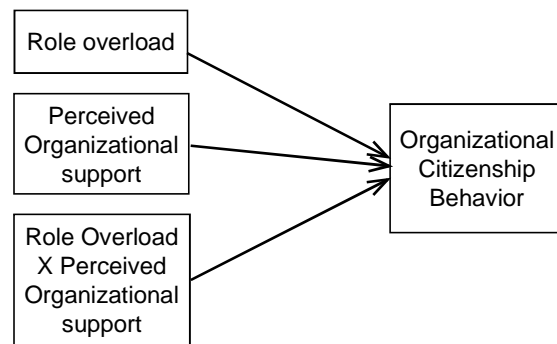 Role overload
Perceived
Organizational
support
Role Overload
X Perceived
Organizational
support
Organizational
Citizenship
Behavior